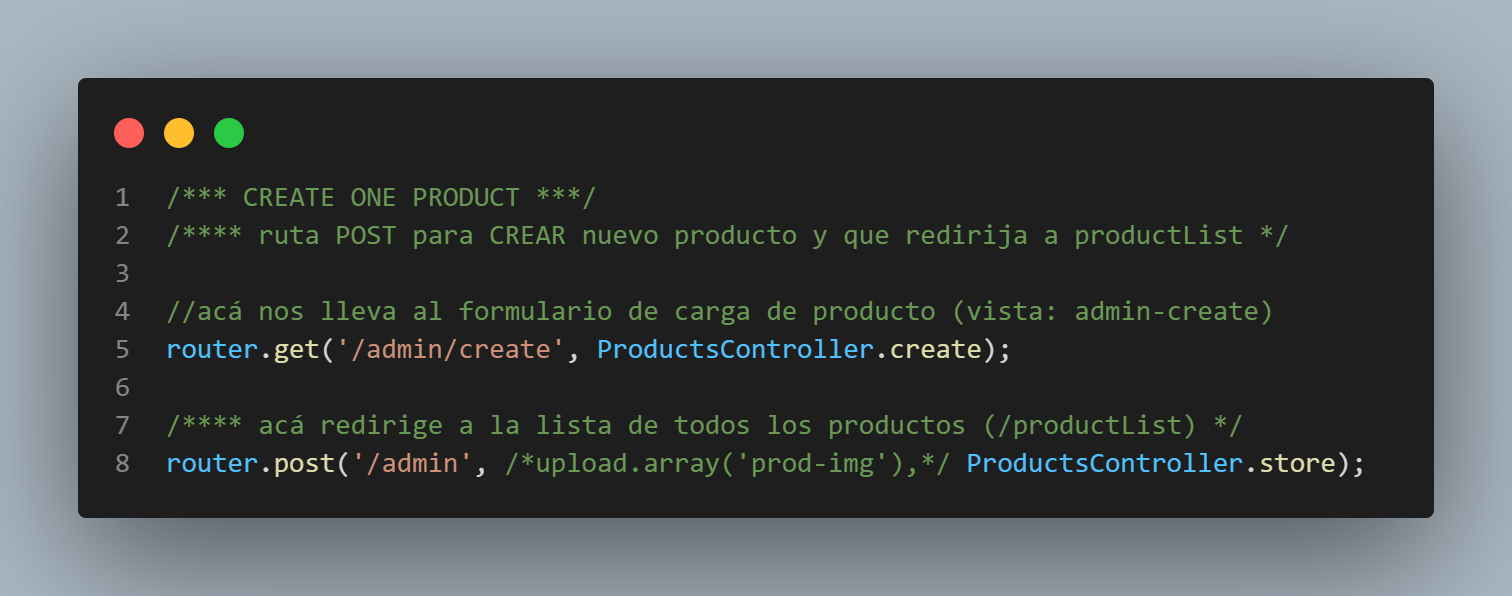 1 /*** CREATE ONE PRODUCT ***/
2 /**** ruta POST para CREAR nuevo producto y que redirija a productList */
3
4 //acá nos lleva al formulario de carga de producto (vista: admin-create)
5 router.get('/admin/create', ProductsController.create);
6
7 /**** acá redirige a la lista de todos los productos (/productList) */
8 router.post('/admin', /*upload.array('prod-img'),*/ ProductsController.store);